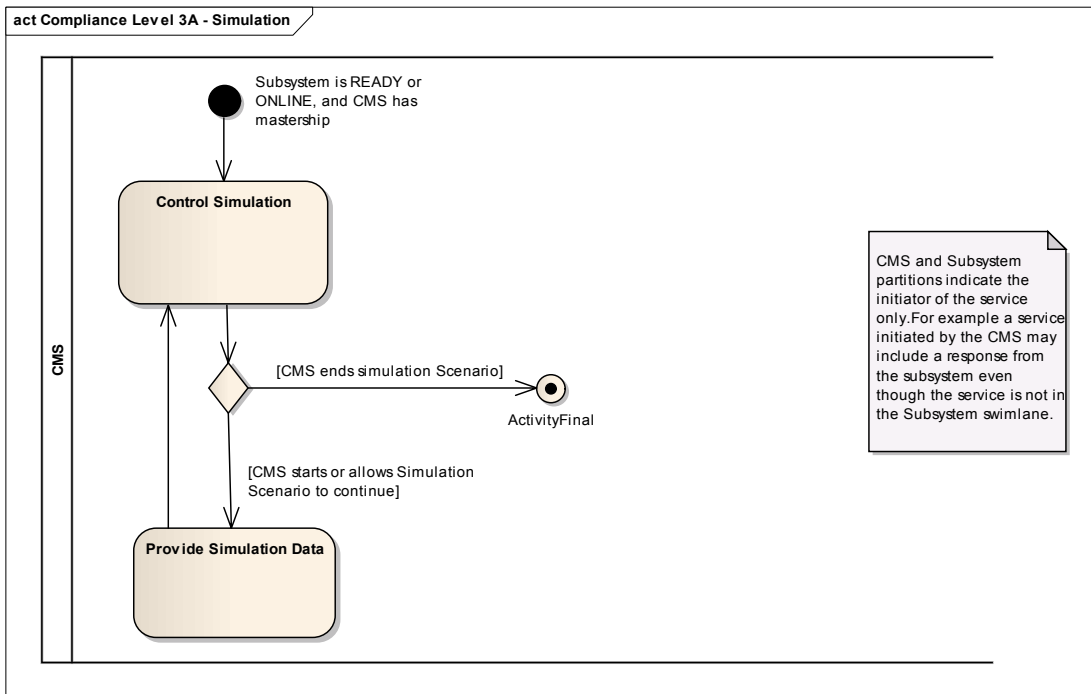 act Compliance Level 3A - Simulation
Subsystem is READY or
ONLINE, and CMS has
mastership
Control Simulation
CMS and Subsystem
partitions indicate the
initiator of the service
only.For example a service
initiated by the CMS may
include a response from
the subsystem even
though the service is not in
the Subsystem swimlane.
CMS
[CMS ends simulation Scenario]
ActivityFinal
[CMS starts or allows Simulation
Scenario to continue]
Provide Simulation Data